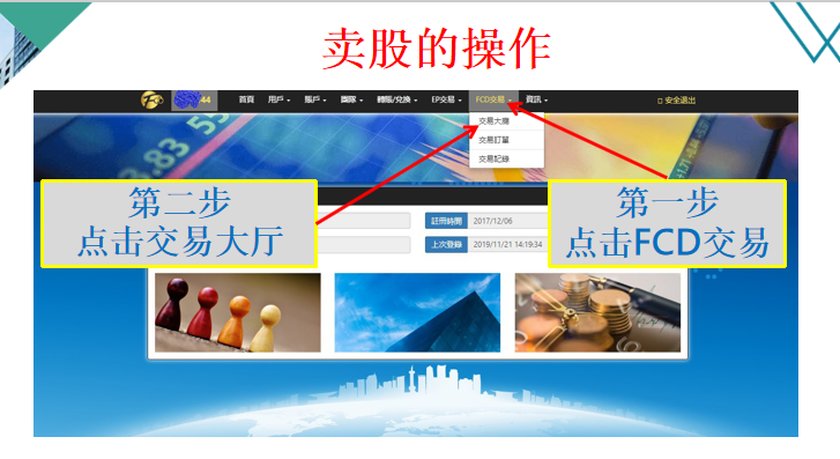 卖股的操作
44 首頁 用戶 賬戶 團隊 轉賬/兌換 EP交易 FCD交易 資訊 安全退出
交易大廳
交易訂單
交易記錄
第二步
点击交易大厅
第一步
点击FCD交易
註冊時間 2017/12/06
上次登錄 2019/11/21 14:19:34